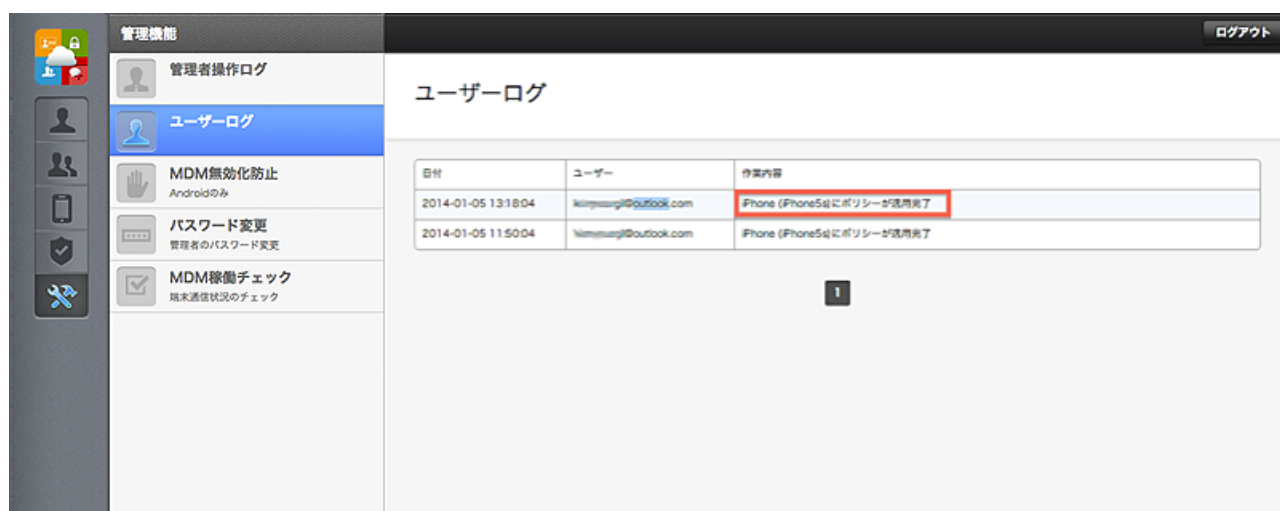 管理機能
ログアウト
管理者操作ログ
ユーザーログ
MDM無効化防止
Androidのみ
パスワード変更
管理者のパスワード変更
MDM稼働チェック
端末通信状況のチェック
ユーザーログ
日付 ユーザー 作業内容
2014-01-05 13:18:04 @outlook.com iPhone (iPhone5s)にポリシーが適用完了
2014-01-05 11:50:04 @outlook.com iPhone (iPhone5s)にポリシーが適用完了
1